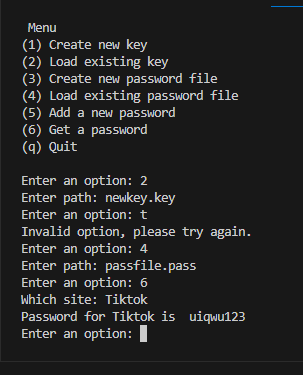 Menu
(1) Create new key
(2) Load existing key
(3) Create new password file
(4) Load existing password file
(5) Add a new password
(6) Get a password
(q) Quit
Enter an option: 2
Enter path: newkey.key
Enter an option: t
Invalid option, please try again.
Enter an option: 4
Enter path: passfile.pass
Enter an option: 6
Which site: Tiktok
Password for Tiktok is  uiqwu123
Enter an option: